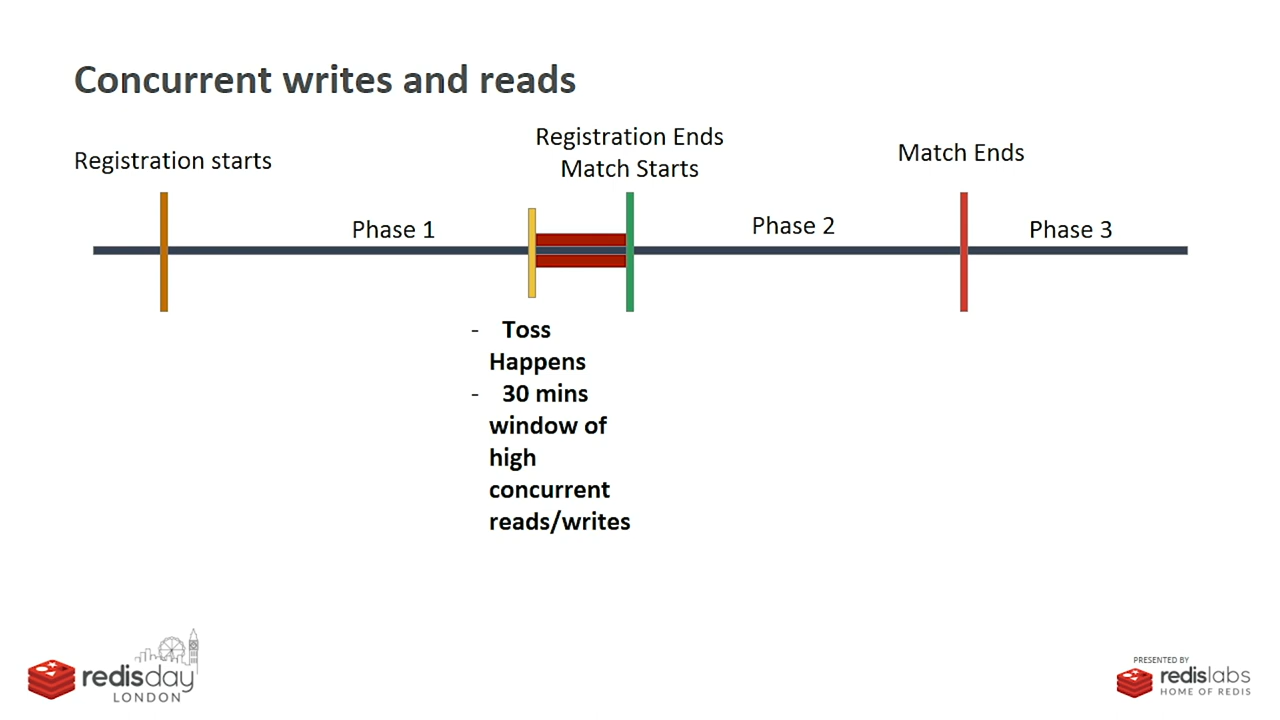 Concurrent writes and reads
Registration starts
Registration Ends
Match Starts
Match Ends
Phase 1
Phase 2
Phase 3
- Toss
Happens
- 30 mins
window of
high
concurrent
reads/writes
redisday
LONDON
PRESENTED BY
redislabs
HOME OF REDIS